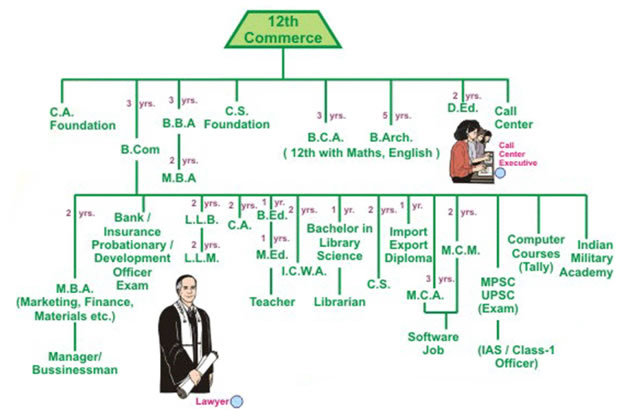 12th
Commerce
C.A.
Foundation
3 yrs.
B.Com
3 yrs.
B.B.A
2 yrs.
M.B.A
C.S.
Foundation
3 yrs.
B.C.A.
5 yrs.
B.Arch.
( 12th with Maths, English )
2 yrs.
D.Ed.
Call
Center
Call
Center
Executive
2 yrs.
M.B.A.
(Marketing, Finance,
Materials etc.)
Manager/
Bussinessman
Bank /
Insurance
Probationary /
Development
Officer
Exam
2 yrs.
L.L.B.
2 yrs.
L.L.M.
Lawyer
2 yrs.
C.A.
1 yr.
B.Ed.
1 yrs.
M.Ed.
Teacher
2 yrs.
I.C.W.A.
1 yr.
Bachelor in
Library
Science
Librarian
2 yrs.
C.S.
1 yr.
Import
Export
Diploma
3 yrs.
M.C.A.
2 yrs.
M.C.M.
Software
Job
MPSC
UPSC
(Exam)
(IAS / Class-1
Officer)
Computer
Courses
(Tally)
Indian
Military
Academy